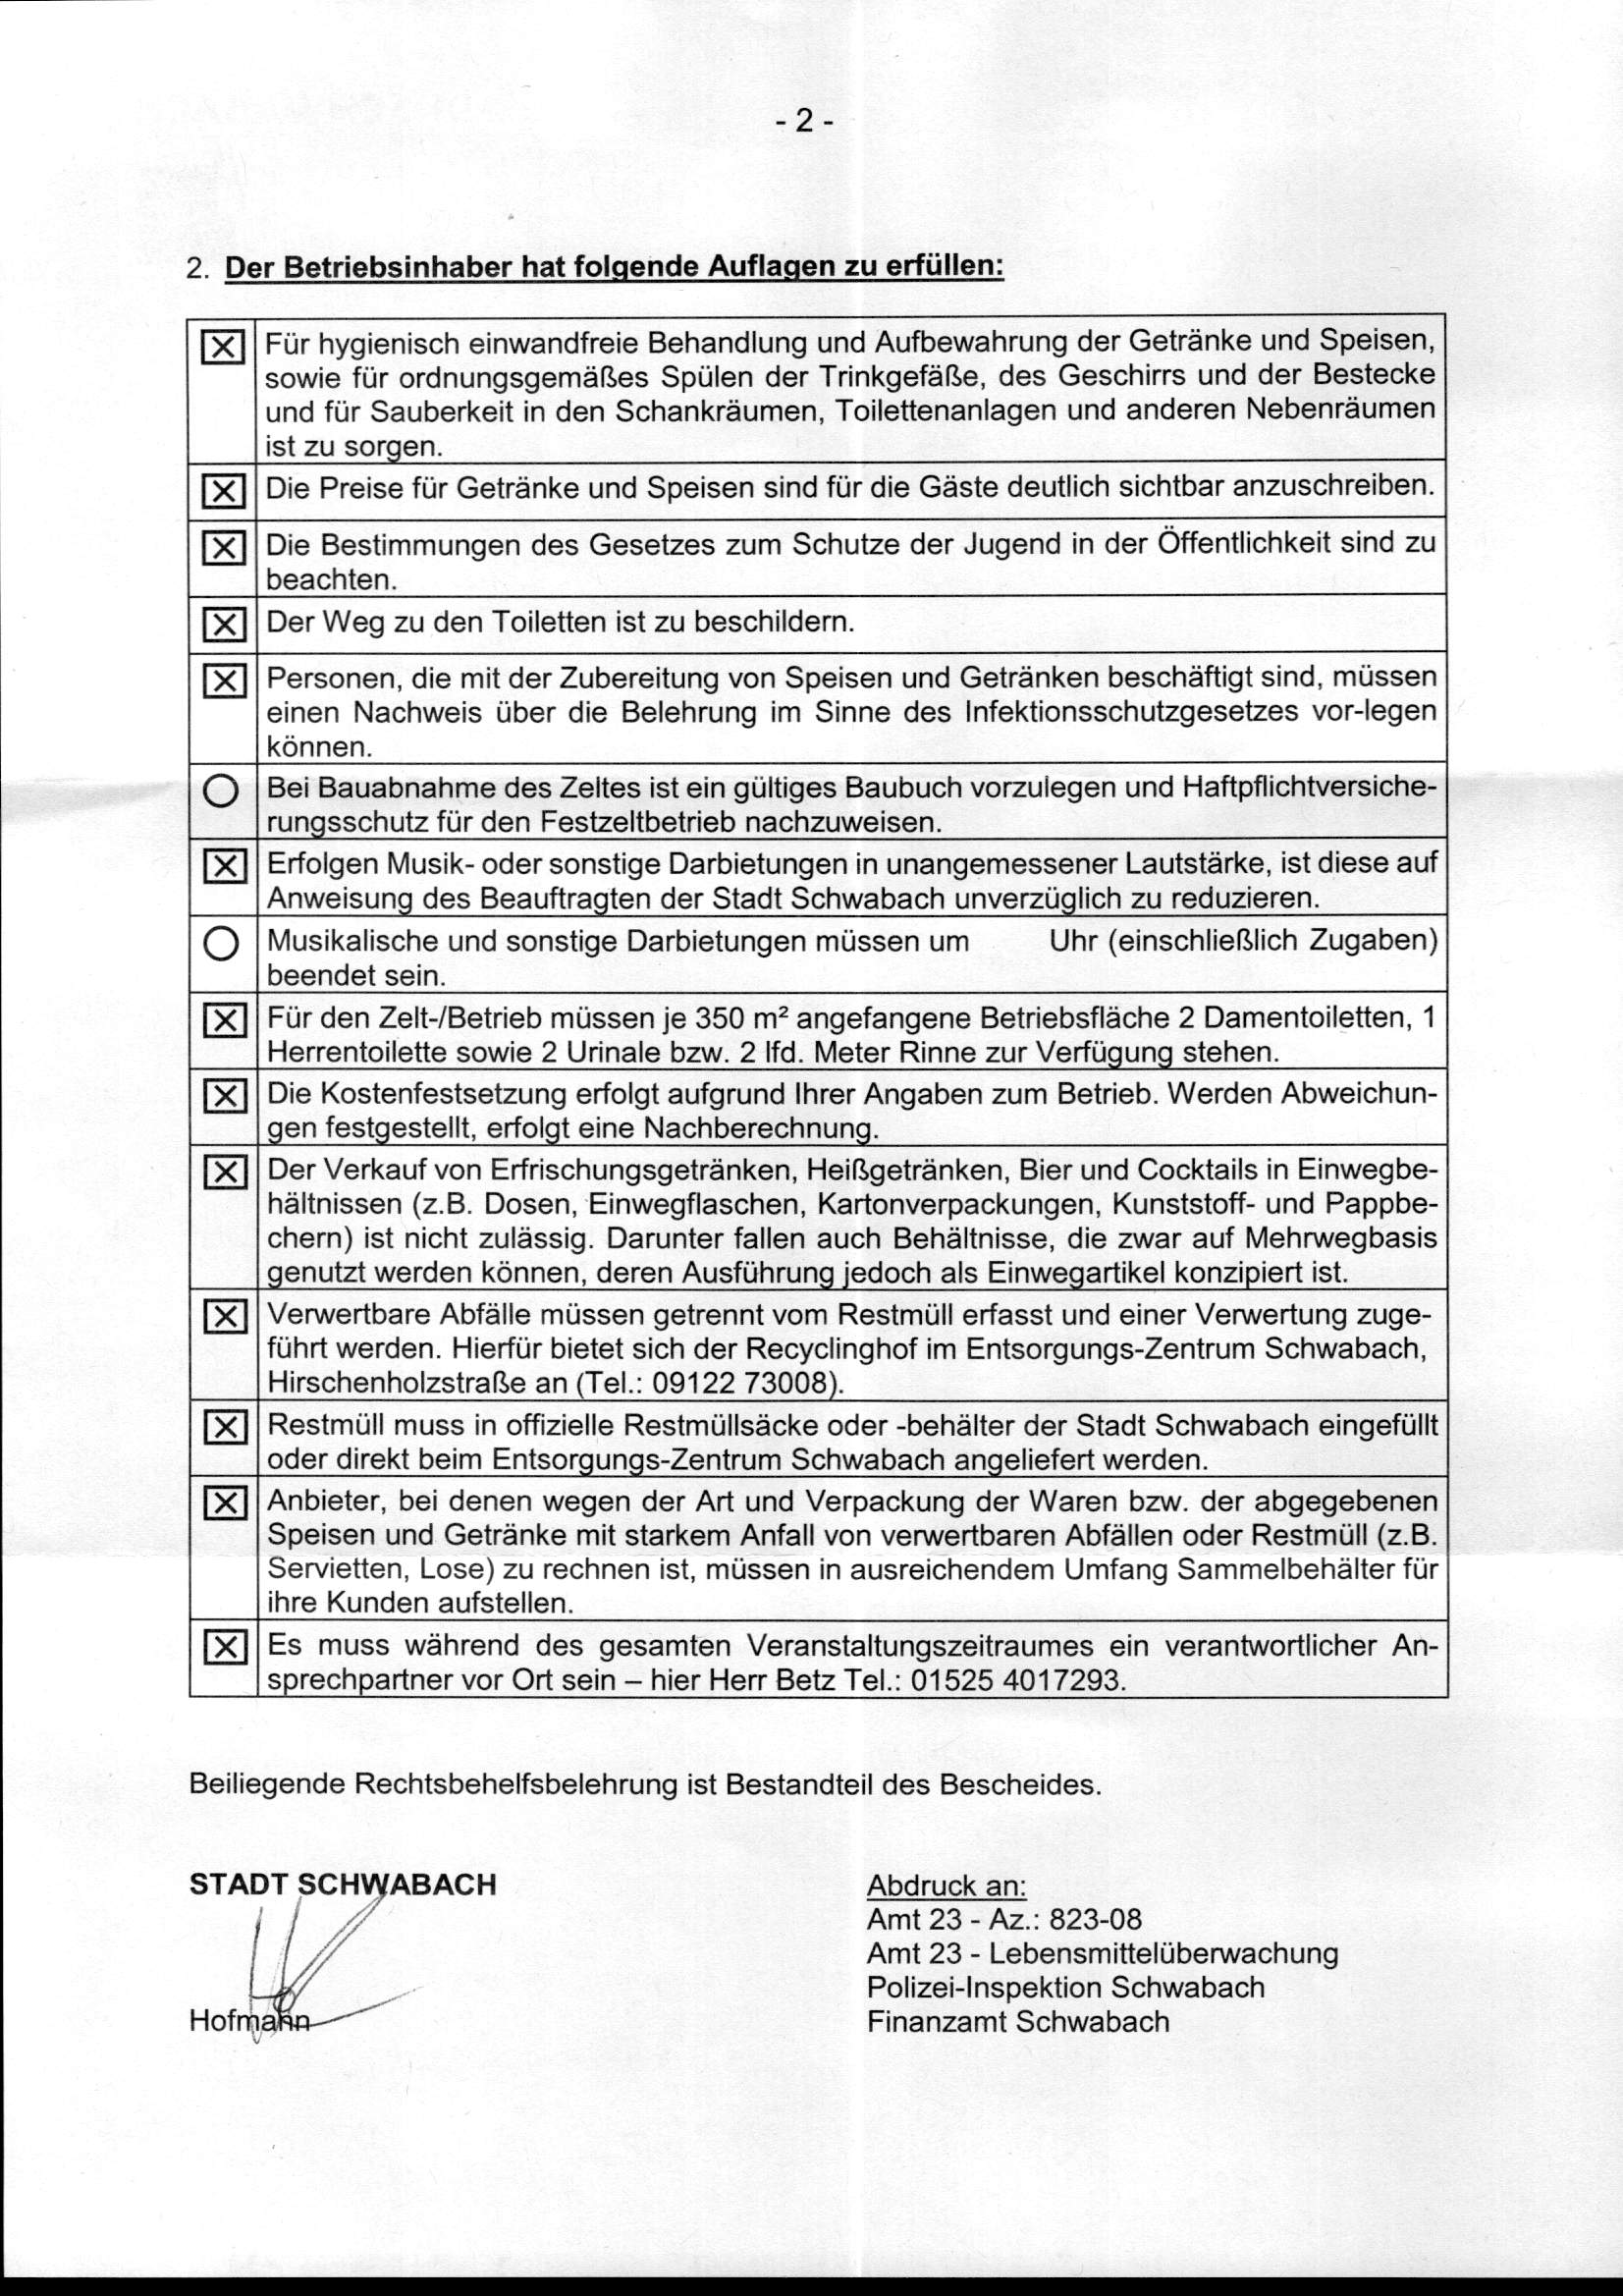 - 2 -
2. Der Betriebsinhaber hat folgende Auflagen zu erfüllen:
☒ Für hygienisch einwandfreie Behandlung und Aufbewahrung der Getränke und Speisen,
sowie für ordnungsgemäßes Spülen der Trinkgefäße, des Geschirrs und der Bestecke
und für Sauberkeit in den Schankräumen, Toilettenanlagen und anderen Nebenräumen
ist zu sorgen.
☒ Die Preise für Getränke und Speisen sind für die Gäste deutlich sichtbar anzuschreiben.
☒ Die Bestimmungen des Gesetzes zum Schutze der Jugend in der Öffentlichkeit sind zu
beachten.
☒ Der Weg zu den Toiletten ist zu beschildern.
☒ Personen, die mit der Zubereitung von Speisen und Getränken beschäftigt sind, müssen
einen Nachweis über die Belehrung im Sinne des Infektionsschutzgesetzes vor-legen
können.
○ Bei Bauabnahme des Zeltes ist ein gültiges Baubuch vorzulegen und Haftpflichtversiche-
rungsschutz für den Festzeltbetrieb nachzuweisen.
☒ Erfolgen Musik- oder sonstige Darbietungen in unangemessener Lautstärke, ist diese auf
Anweisung des Beauftragten der Stadt Schwabach unverzüglich zu reduzieren.
○ Musikalische und sonstige Darbietungen müssen um Uhr (einschließlich Zugaben)
beendet sein.
☒ Für den Zelt-/Betrieb müssen je 350 m² angefangene Betriebsfläche 2 Damentoiletten, 1
Herrentoilette sowie 2 Urinale bzw. 2 lfd. Meter Rinne zur Verfügung stehen.
☒ Die Kostenfestsetzung erfolgt aufgrund Ihrer Angaben zum Betrieb. Werden Abweichun-
gen festgestellt, erfolgt eine Nachberechnung.
☒ Der Verkauf von Erfrischungsgetränken, Heißgetränken, Bier und Cocktails in Einwegbe-
hältnissen (z.B. Dosen, Einwegflaschen, Kartonverpackungen, Kunststoff- und Pappbe-
chern) ist nicht zulässig. Darunter fallen auch Behältnisse, die zwar auf Mehrwegbasis
genutzt werden können, deren Ausführung jedoch als Einwegartikel konzipiert ist.
☒ Verwertbare Abfälle müssen getrennt vom Restmüll erfasst und einer Verwertung zuge-
führt werden. Hierfür bietet sich der Recyclinghof im Entsorgungs-Zentrum Schwabach,
Hirschenholzstraße an (Tel.: 09122 73008).
☒ Restmüll muss in offizielle Restmüllsäcke oder -behälter der Stadt Schwabach eingefüllt
oder direkt beim Entsorgungs-Zentrum Schwabach angeliefert werden.
☒ Anbieter, bei denen wegen der Art und Verpackung der Waren bzw. der abgegebenen
Speisen und Getränke mit starkem Anfall von verwertbaren Abfällen oder Restmüll (z.B.
Servietten, Lose) zu rechnen ist, müssen in ausreichendem Umfang Sammelbehälter für
ihre Kunden aufstellen.
☒ Es muss während des gesamten Veranstaltungszeitraumes ein verantwortlicher An-
sprechpartner vor Ort sein – hier Herr Betz Tel.: 01525 4017293.
Beiliegende Rechtsbehelfsbelehrung ist Bestandteil des Bescheides.
STADT SCHWABACH
Hofmann
Abdruck an:
Amt 23 - Az.: 823-08
Amt 23 - Lebensmittelüberwachung
Polizei-Inspektion Schwabach
Finanzamt Schwabach